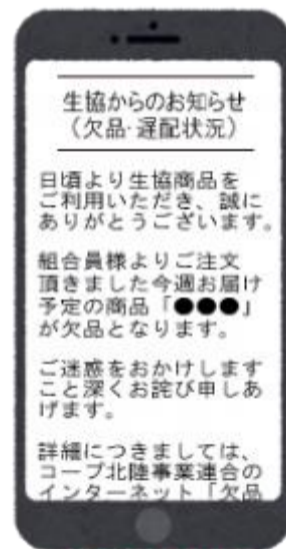 生協からのお知らせ
（欠品・遅配状況）
日頃より生協商品を
ご利用いただき、誠に
ありがとうございます。
組合員様よりご注文
頂きました今週お届け
予定の商品「●●●」
が欠品となります。
ご迷惑をおかけします
こと深くお詫び申しあ
げます。
詳細につきましては、
コープ北陸事業連合の
インターネット「欠品